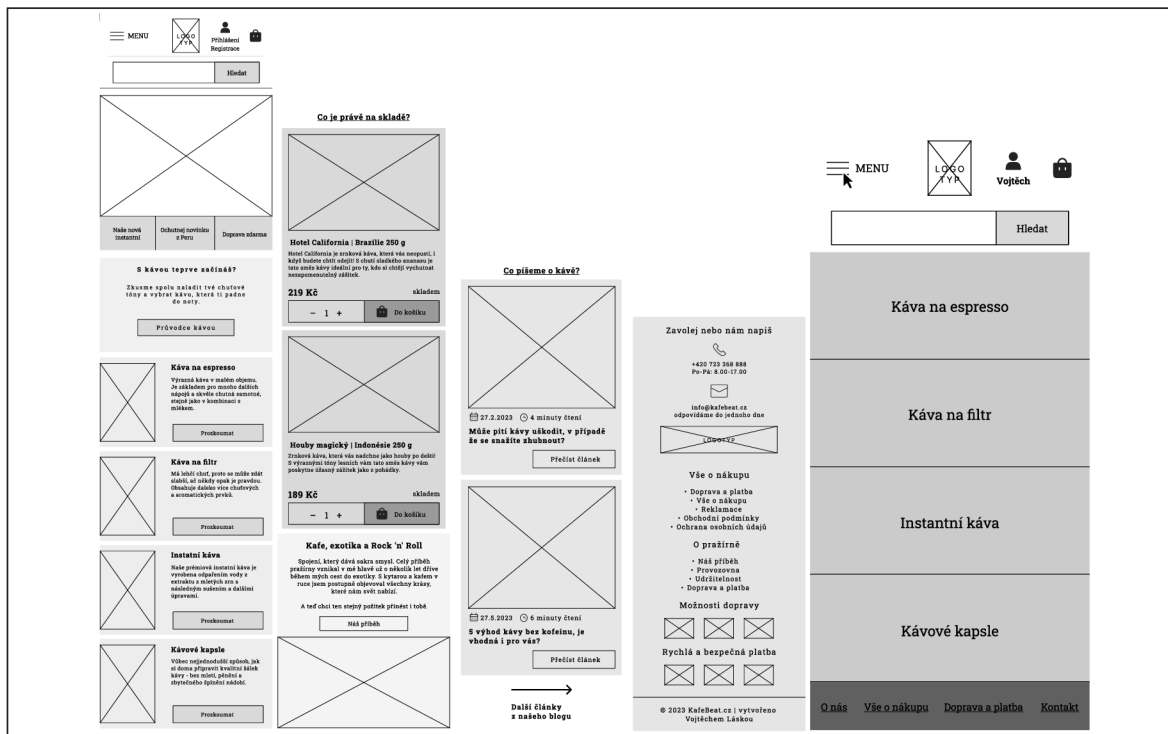 MENU
LOGO
TYP
Přihlášení
Registrace
Hledat
Naše nová
instantní
Ochutnej novinku
z Peru
Doprava zdarma
S kávou teprve začínáš?
Zkusme spolu naladit tvé chuťové
tóny a vybrat kávu, která ti padne
do noty.
Průvodce kávou
Káva na espresso
Výrazná káva v malém objemu.
Je základem pro mnoho dalších
nápojů a skvěle chutná samotné,
stejně jako v kombinaci s
mlékem.
Prozkoumat
Káva na filtr
Má lehčí chuť, proto se může zdát
slabší, ač někdy opak je pravdou.
Obsahuje daleko více chuťových
a aromatických prvků.
Prozkoumat
Instatní káva
Naše prémiová instatní káva je
vyrobena odpařením vody z
extraktu z mletých zrn a
následným sušením a dalšími
úpravami.
Prozkoumat
Kávové kapsle
Vůbec nejjednodušší způsob, jak
si doma připravit kvalitní šálek
kávy - bez mletí, pěnění a
zbytečného špinění nádobí.
Prozkoumat
Co je právě na skladě?
Hotel California | Brazílie 250 g
Hotel California je zrnková káva, která vás neopustí, i
když budete chtít odejít! S chutí sladkého ananasu je
tato směs kávy ideální pro ty, kdo si chtějí vychutnat
nezapomenutelný zážitek.
219 Kč
skladem
– 1 +
Do košíku
Houby magický | Indonésie 250 g
Zrnková káva, která vás nadchne jako houby po dešti!
S výraznými tóny lesních vám tato směs kávy vám
poskytne úžasný zážitek jako z pohádky.
189 Kč
skladem
– 1 +
Do košíku
Kafe, exotika a Rock 'n' Roll
Spojení, který dává sakra smysl. Celý příběh
pražírny vznikal v mé hlavě už o několik let dříve
během mých cest do exotiky. S kytarou a kafem v
ruce jsem postupně objevoval všechny krásy,
které nám svět nabízí.
A teď chci ten stejný požitek přinést i tobě.
Náš příběh
Co píšeme o kávě?
27.2.2023
4 minuty čtení
Může pití kávy uškodit, v případě
že se snažíte zhubnout?
Přečíst článek
27.5.2023
6 minuty čtení
5 výhod kávy bez kofeinu, je
vhodná i pro vás?
Přečíst článek
Další články
z našeho blogu
Zavolej nebo nám napiš
+420 723 368 888
Po-Pá: 8.00-17.00
info@kafebeat.cz
odpovídáme do jednoho dne
LOGOTYP
Vše o nákupu
• Doprava a platba
• Vše o nákupu
• Reklamace
• Obchodní podmínky
• Ochrana osobních údajů
O pražírně
• Náš příběh
• Provozovna
• Udržitelnost
• Doprava a platba
Možnosti dopravy
Rychlá a bezpečná platba
© 2023 KafeBeat.cz | vytvořeno
Vojtěchem Láskou
MENU
LOGO
TYP
Vojtěch
Hledat
Káva na espresso
Káva na filtr
Instantní káva
Kávové kapsle
O nás
Vše o nákupu
Doprava a platba
Kontakt